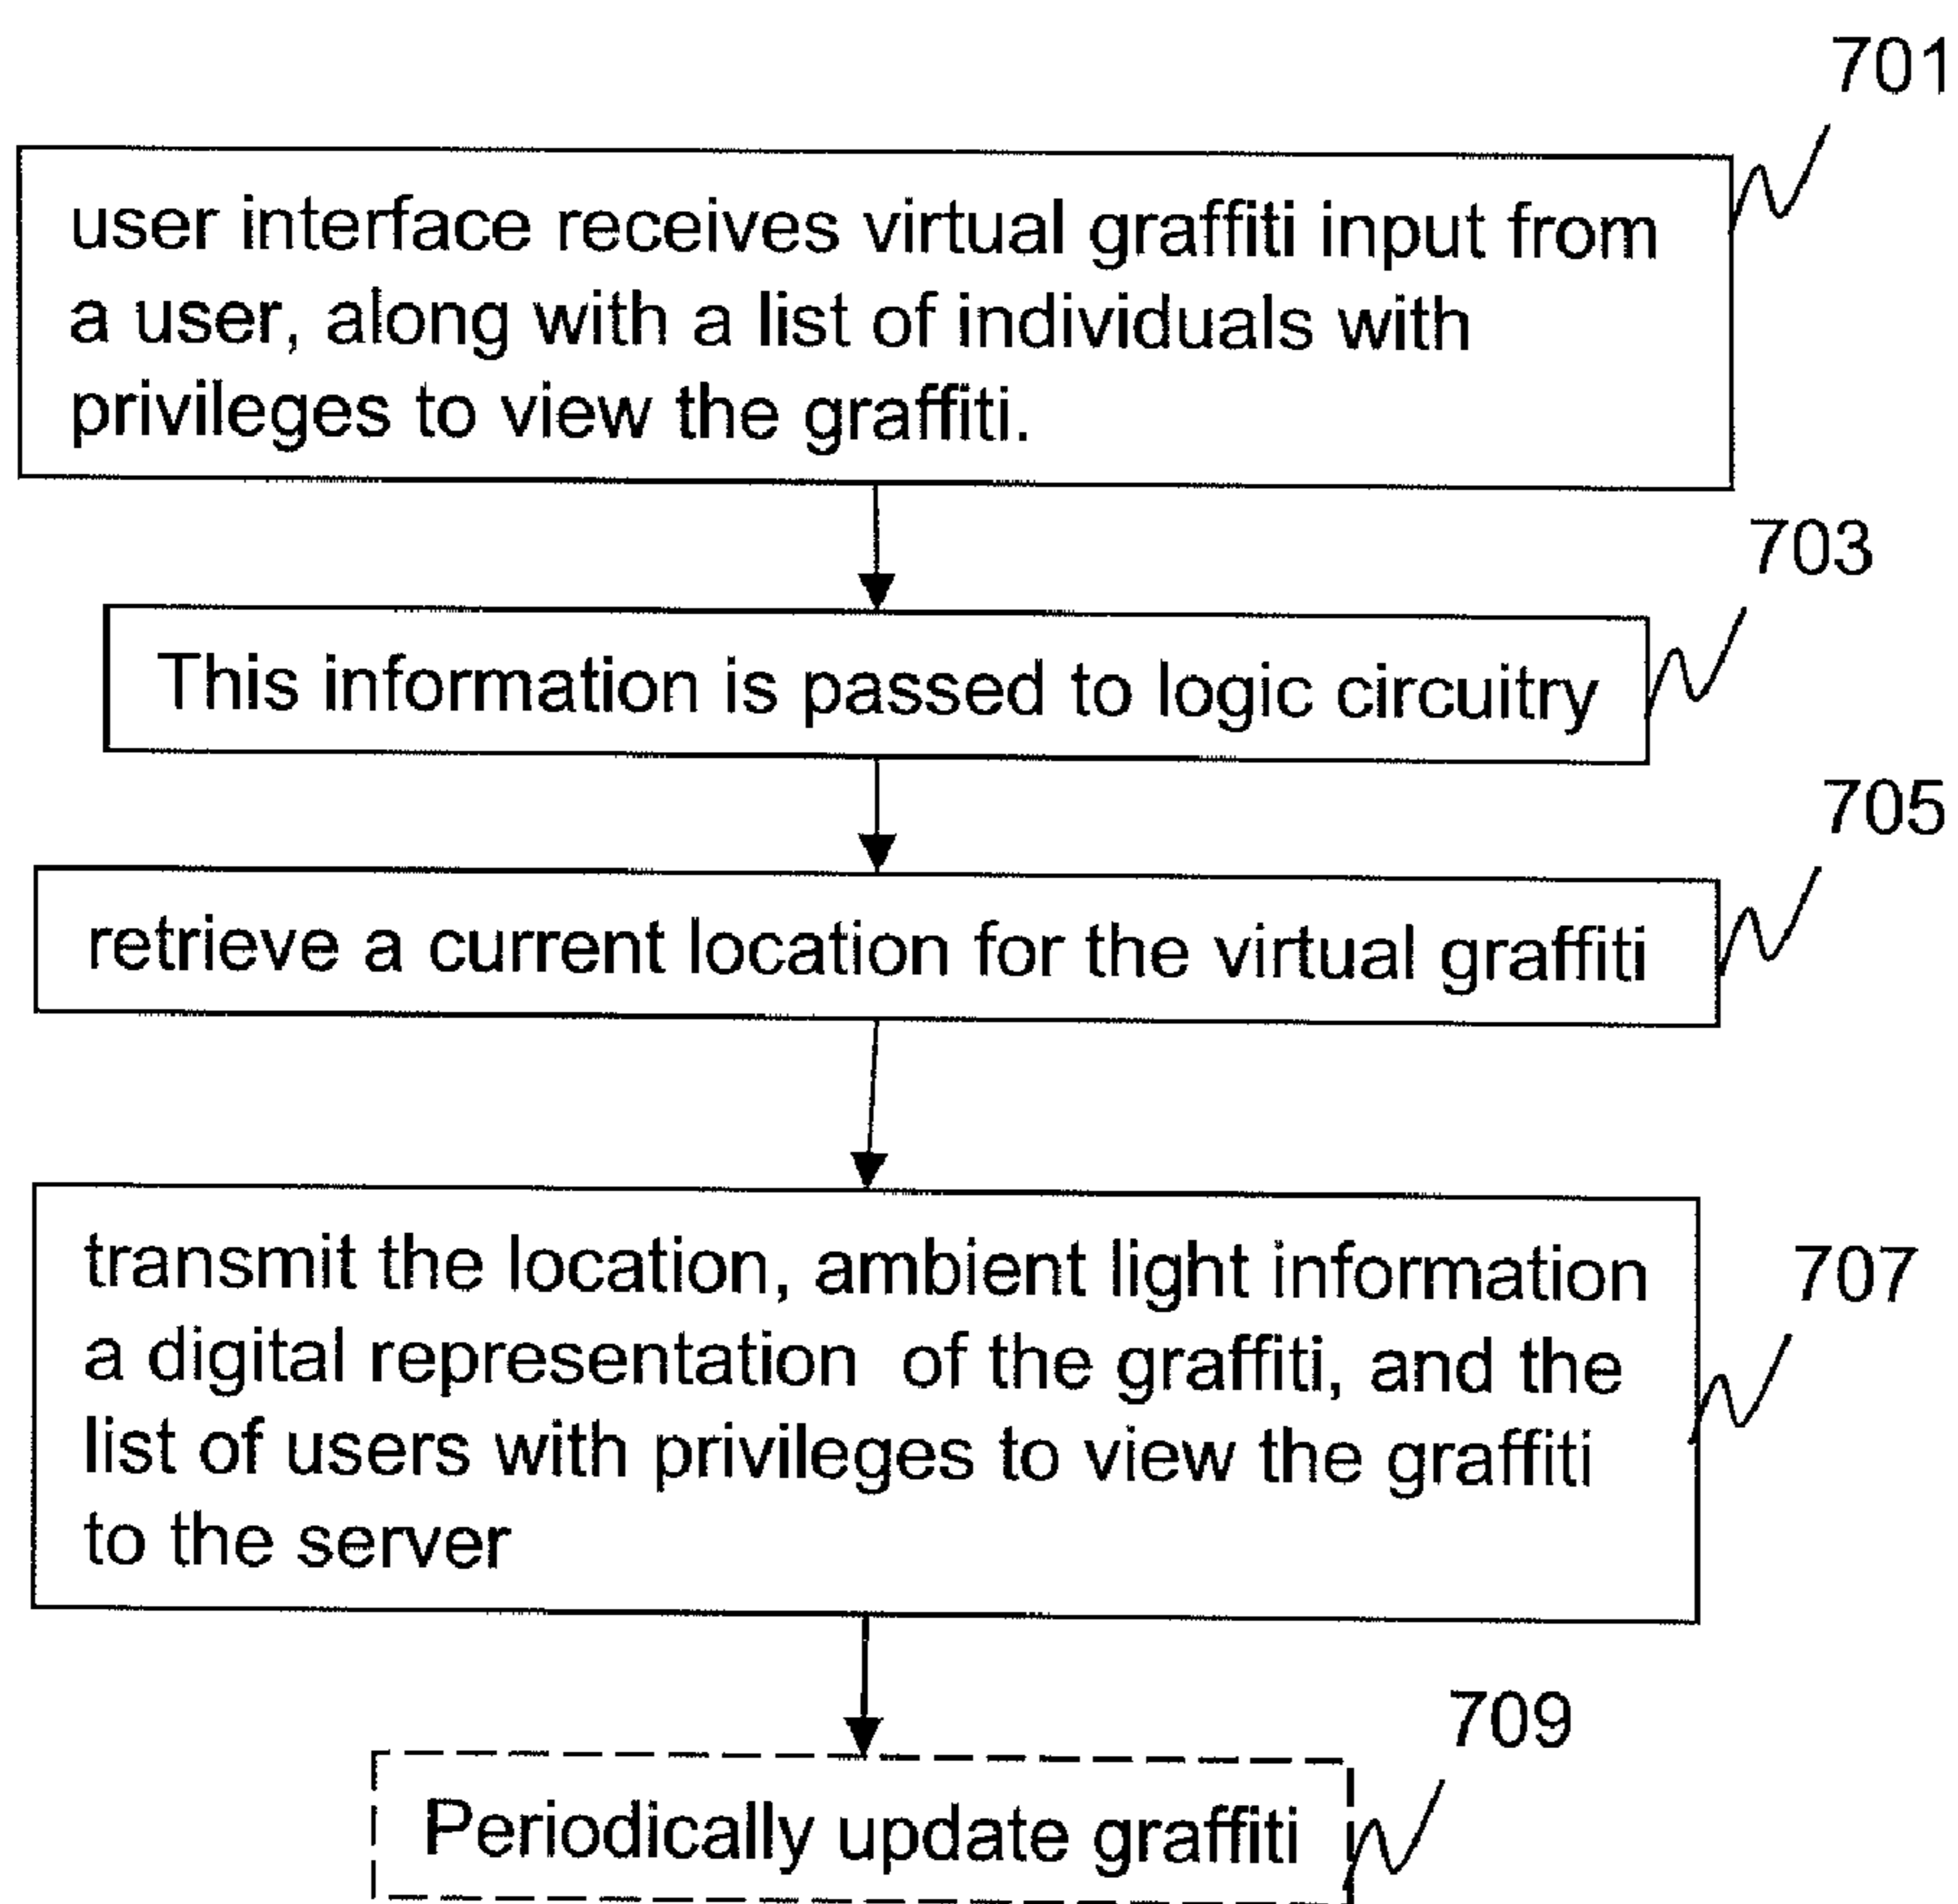 701
user interface receives virtual graffiti input from
a user, along with a list of individuals with
privileges to view the graffiti.
703
This information is passed to logic circuitry
705
retrieve a current location for the virtual graffiti
707
transmit the location, ambient light information
a digital representation of the graffiti, and the
list of users with privileges to view the graffiti
to the server
709
Periodically update graffiti